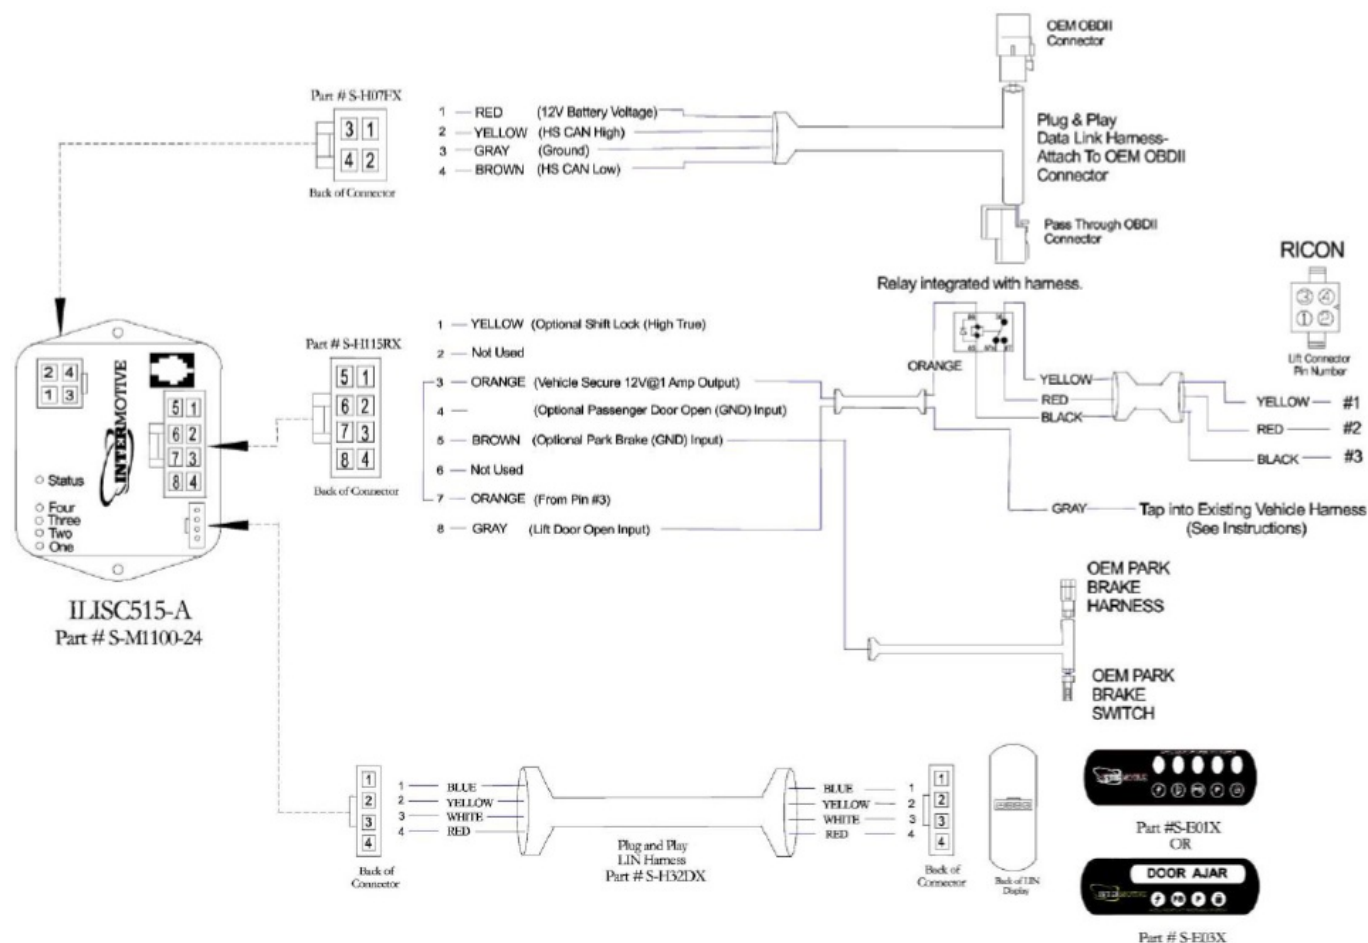 OEM OBDII
Connector
Part # S-H07FX
3 1
4 2
Back of Connector
1 RED (12V Battery Voltage)
2 YELLOW (HS CAN High)
3 GRAY (Ground)
4 BROWN (HS CAN Low)
Plug & Play
Data Link Harness-
Attach To OEM OBDII
Connector
Pass Through OBDII
Connector
RICON
3 4
1 2
Lift Connector
Pin Number
Relay integrated with harness.
ORANGE
YELLOW
RED
BLACK
YELLOW #1
RED #2
BLACK #3
Part # S-H115RX
5 1
6 2
7 3
8 4
Back of Connector
1 YELLOW (Optional Shift Lock (High True)
2 Not Used
3 ORANGE (Vehicle Secure 12V@1 Amp Output)
4 (Optional Passenger Door Open (GND) Input)
5 BROWN (Optional Park Brake (GND) Input)
6 Not Used
7 ORANGE (From Pin #3)
8 GRAY (Lift Door Open Input)
GRAY Tap into Existing Vehicle Harness
(See Instructions)
2 4
1 3
INTERMOTIVE
5 1
6 2
7 3
8 4
Status
Four
Three
Two
One
ILISC515-A
Part # S-M1100-24
OEM PARK
BRAKE
HARNESS
OEM PARK
BRAKE
SWITCH
1
2
3
4
Back of
Connector
1 BLUE
2 YELLOW
3 WHITE
4 RED
Plug and Play
LIN Harness
Part # S-H32DX
BLUE 1
YELLOW 2
WHITE 3
RED 4
1
2
3
4
Back of
Connector
Back of LIN
Display
Part #S-E01X
OR
DOOR AJAR
PB P
Part # S-E03X